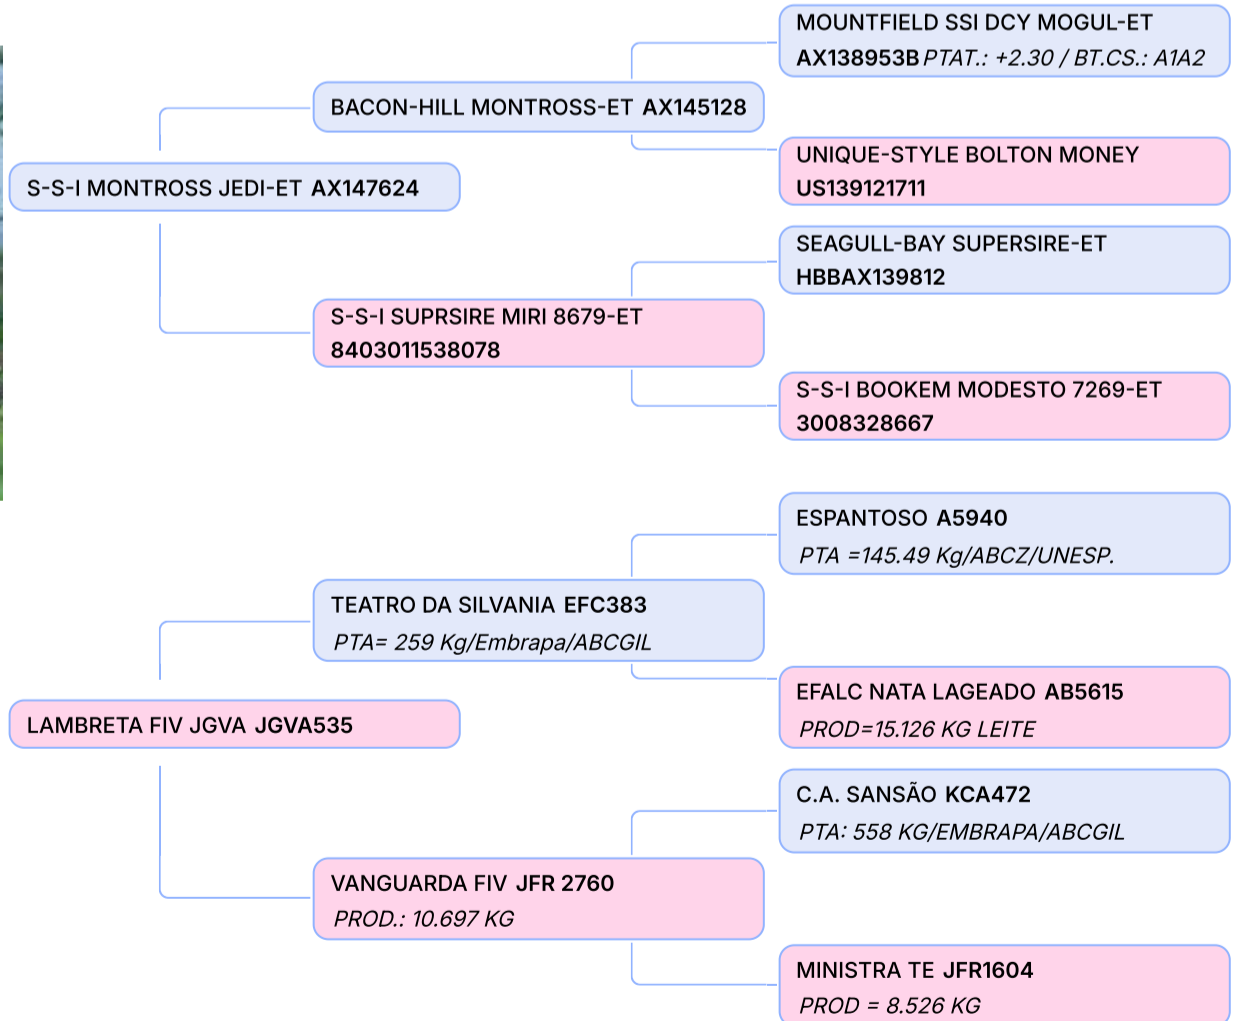 MOUNTFIELD SSI DCY MOGUL-ET
AX138953B PTAT.: +2.30 / BT.CS.: A1A2
BACON-HILL MONTROSS-ET AX145128
UNIQUE-STYLE BOLTON MONEY
US139121711
S-S-I MONTROSS JEDI-ET AX147624
SEAGULL-BAY SUPERSIRE-ET
HBBAX139812
S-S-I SUPRSIRE MIRI 8679-ET
8403011538078
S-S-I BOOKEM MODESTO 7269-ET
3008328667
ESPANTOSO A5940
PTA =145.49 Kg/ABCZ/UNESP.
TEATRO DA SILVANIA EFC383
PTA= 259 Kg/Embrapa/ABCGIL
EFALC NATA LAGEADO AB5615
PROD=15.126 KG LEITE
LAMBRETA FIV JGVA JGVA535
C.A. SANSÃO KCA472
PTA: 558 KG/EMBRAPA/ABCGIL
VANGUARDA FIV JFR 2760
PROD.: 10.697 KG
MINISTRA TE JFR1604
PROD = 8.526 KG